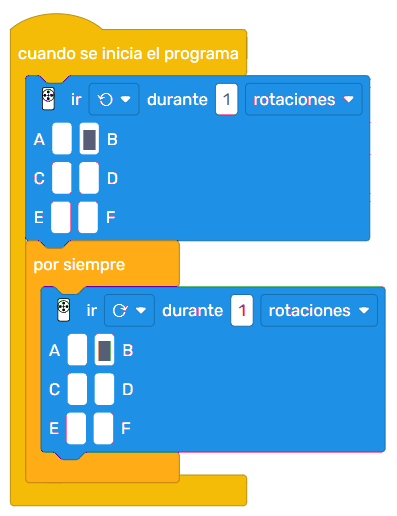 cuando se inicia el programa
ir durante 1 rotaciones
A B
C D
E F
por siempre
ir durante 1 rotaciones
A B
C D
E F